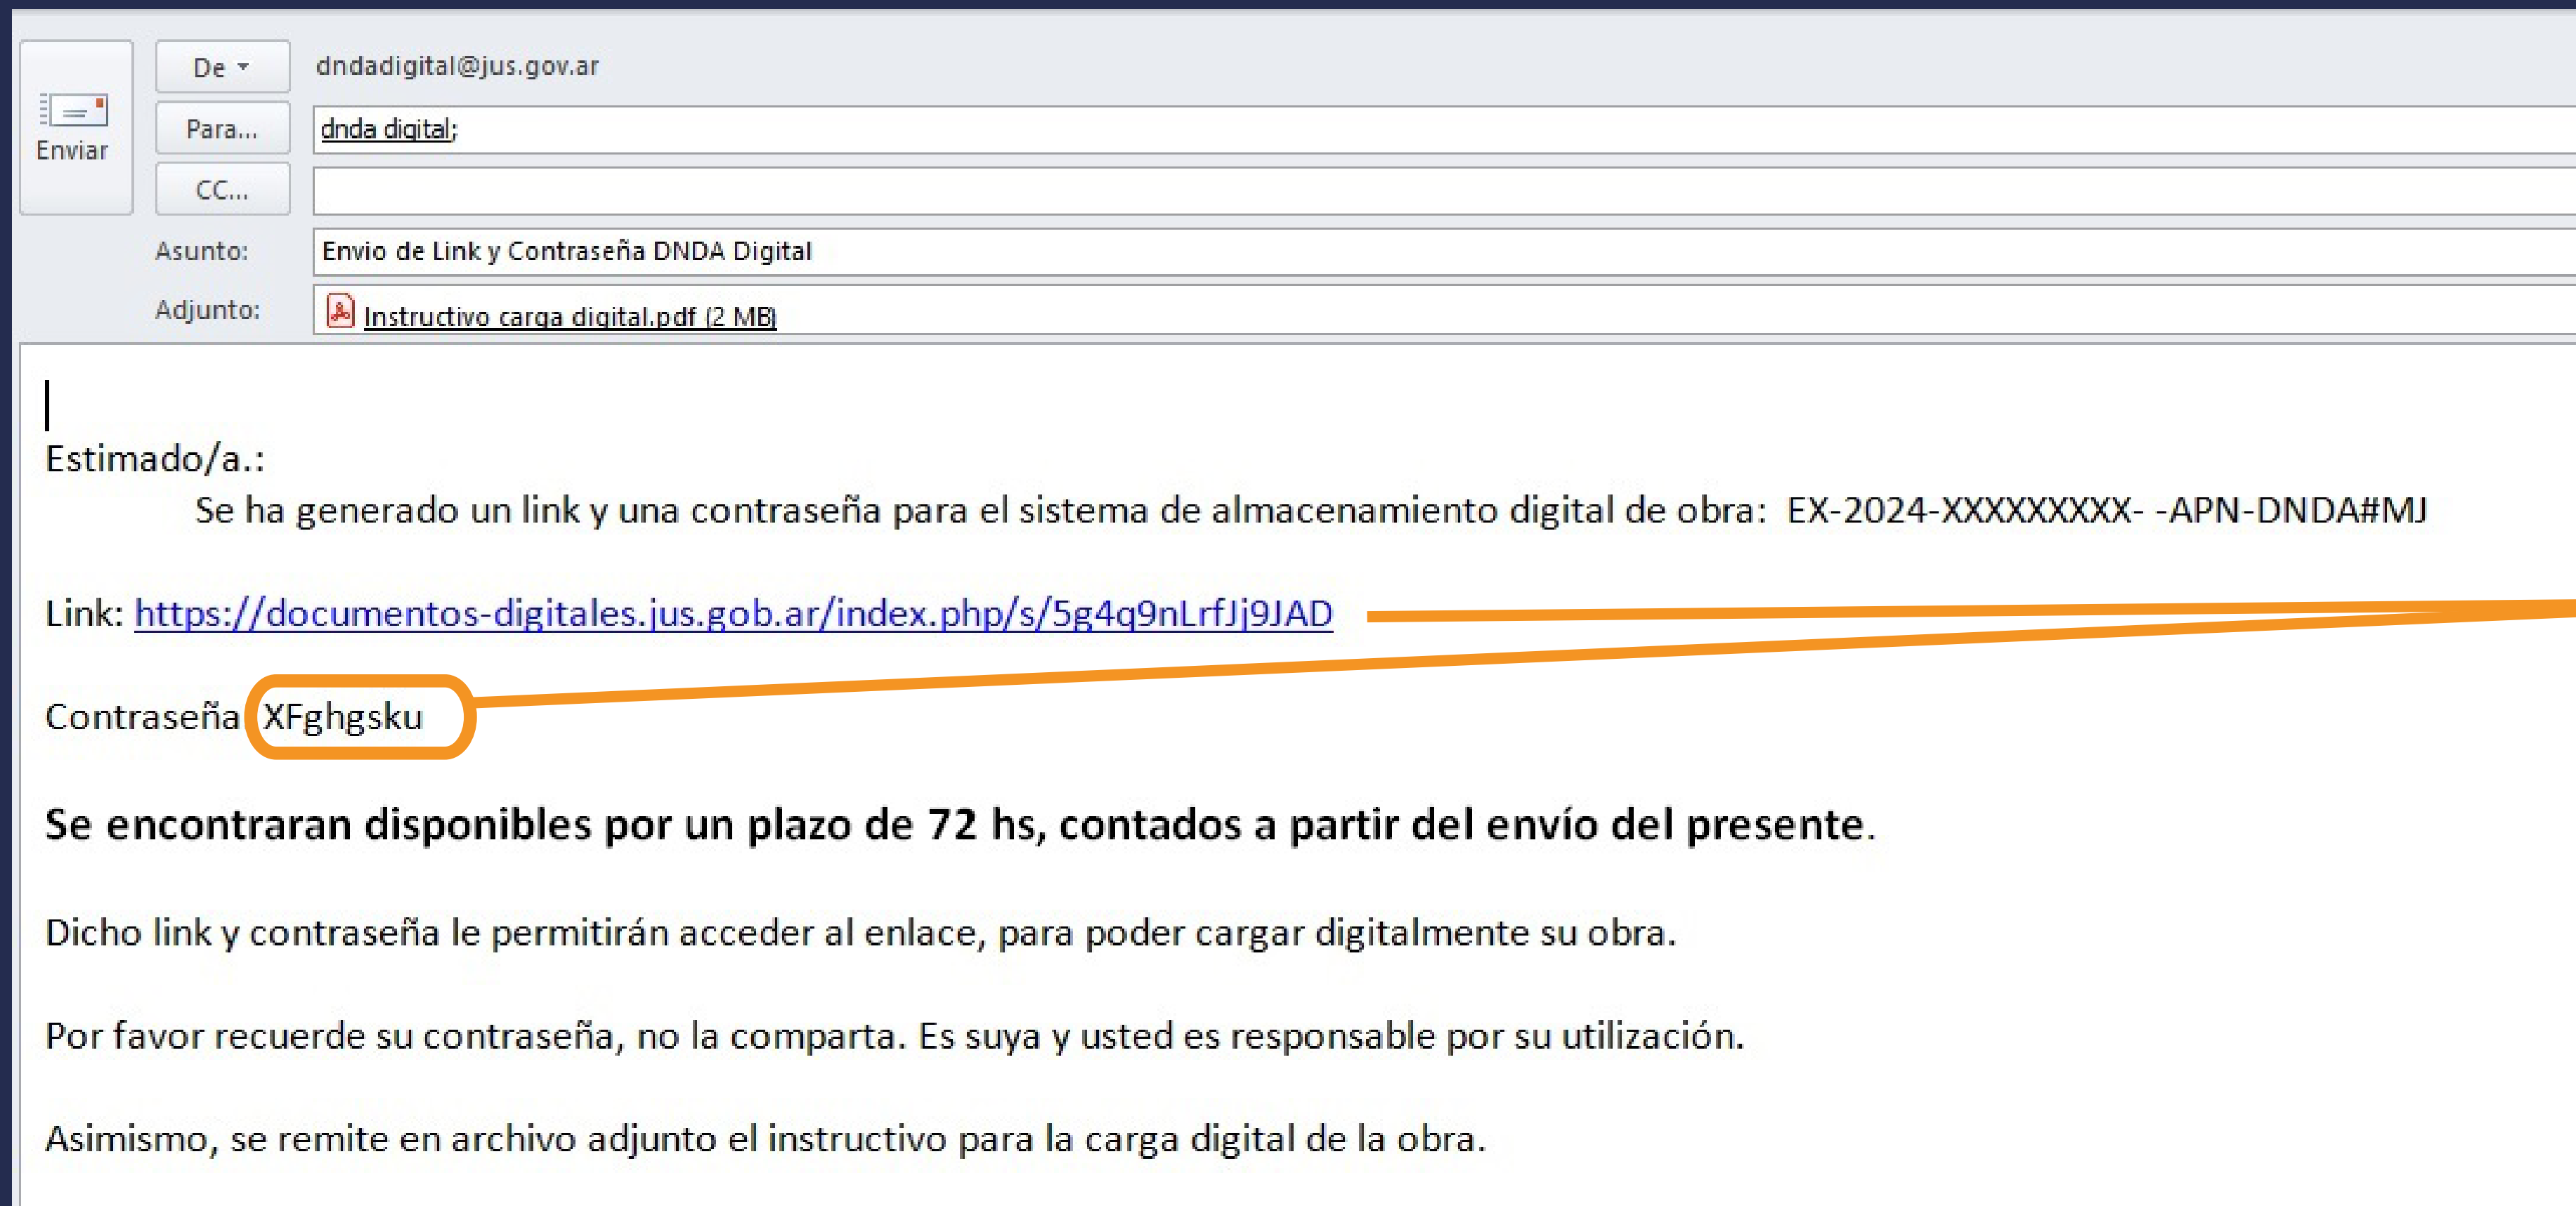 De
dndadigital@jus.gov.ar
Enviar
Para...
dnda digital;
CC...
Asunto:
Envio de Link y Contraseña DNDA Digital
Adjunto:
Instructivo carga digital.pdf (2 MB)
Estimado/a.:
Se ha generado un link y una contraseña para el sistema de almacenamiento digital de obra: EX-2024-XXXXXXXXX- -APN-DNDA#MJ
Link: https://documentos-digitales.jus.gob.ar/index.php/s/5g4q9nLrfJj9JAD
Contraseña XFghgsku
Se encontraran disponibles por un plazo de 72 hs, contados a partir del envío del presente.
Dicho link y contraseña le permitirán acceder al enlace, para poder cargar digitalmente su obra.
Por favor recuerde su contraseña, no la comparta. Es suya y usted es responsable por su utilización.
Asimismo, se remite en archivo adjunto el instructivo para la carga digital de la obra.